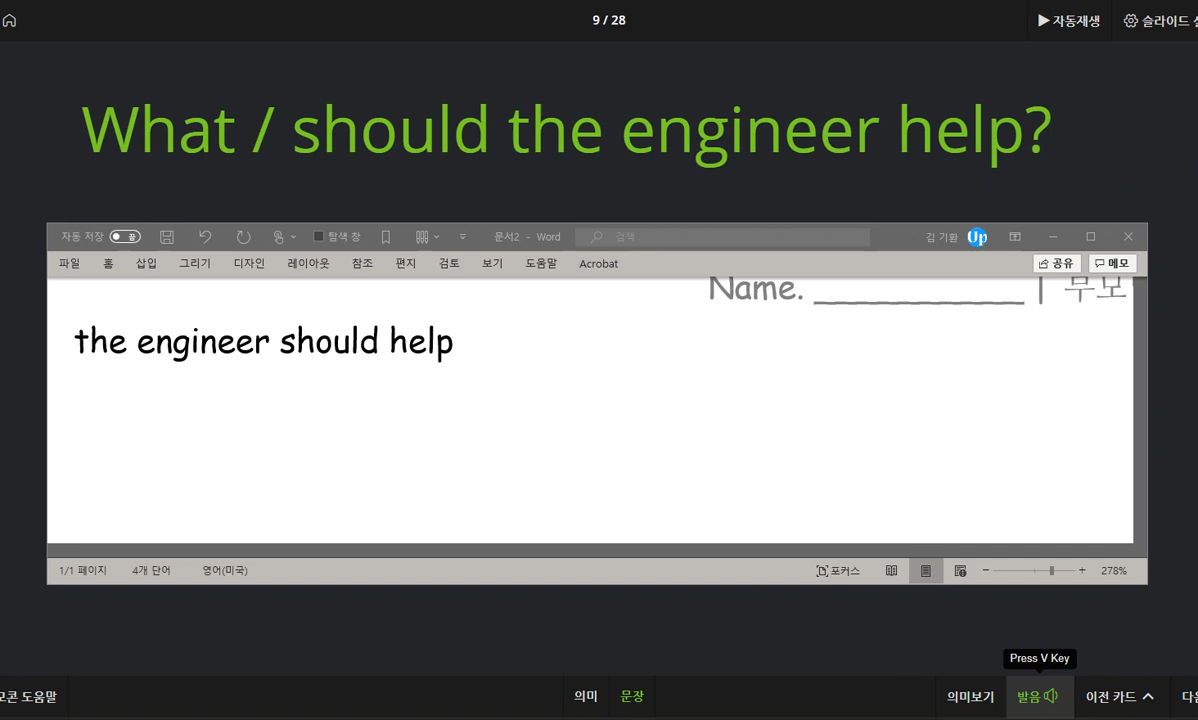 9 / 28
자동재생
슬라이드
What / should the engineer help?
자동 저장 끔
탐색 창
문서2 - Word
검색
김 기환
Up
파일 홈 삽입 그리기 디자인 레이아웃 참조 편지 검토 보기 도움말 Acrobat
공유
메모
Name. ____________ |
the engineer should help
1/1 페이지 4개 단어 영어(미국)
포커스
278%
Press V Key
도움말
의미 문장
의미보기 발음 이전 카드